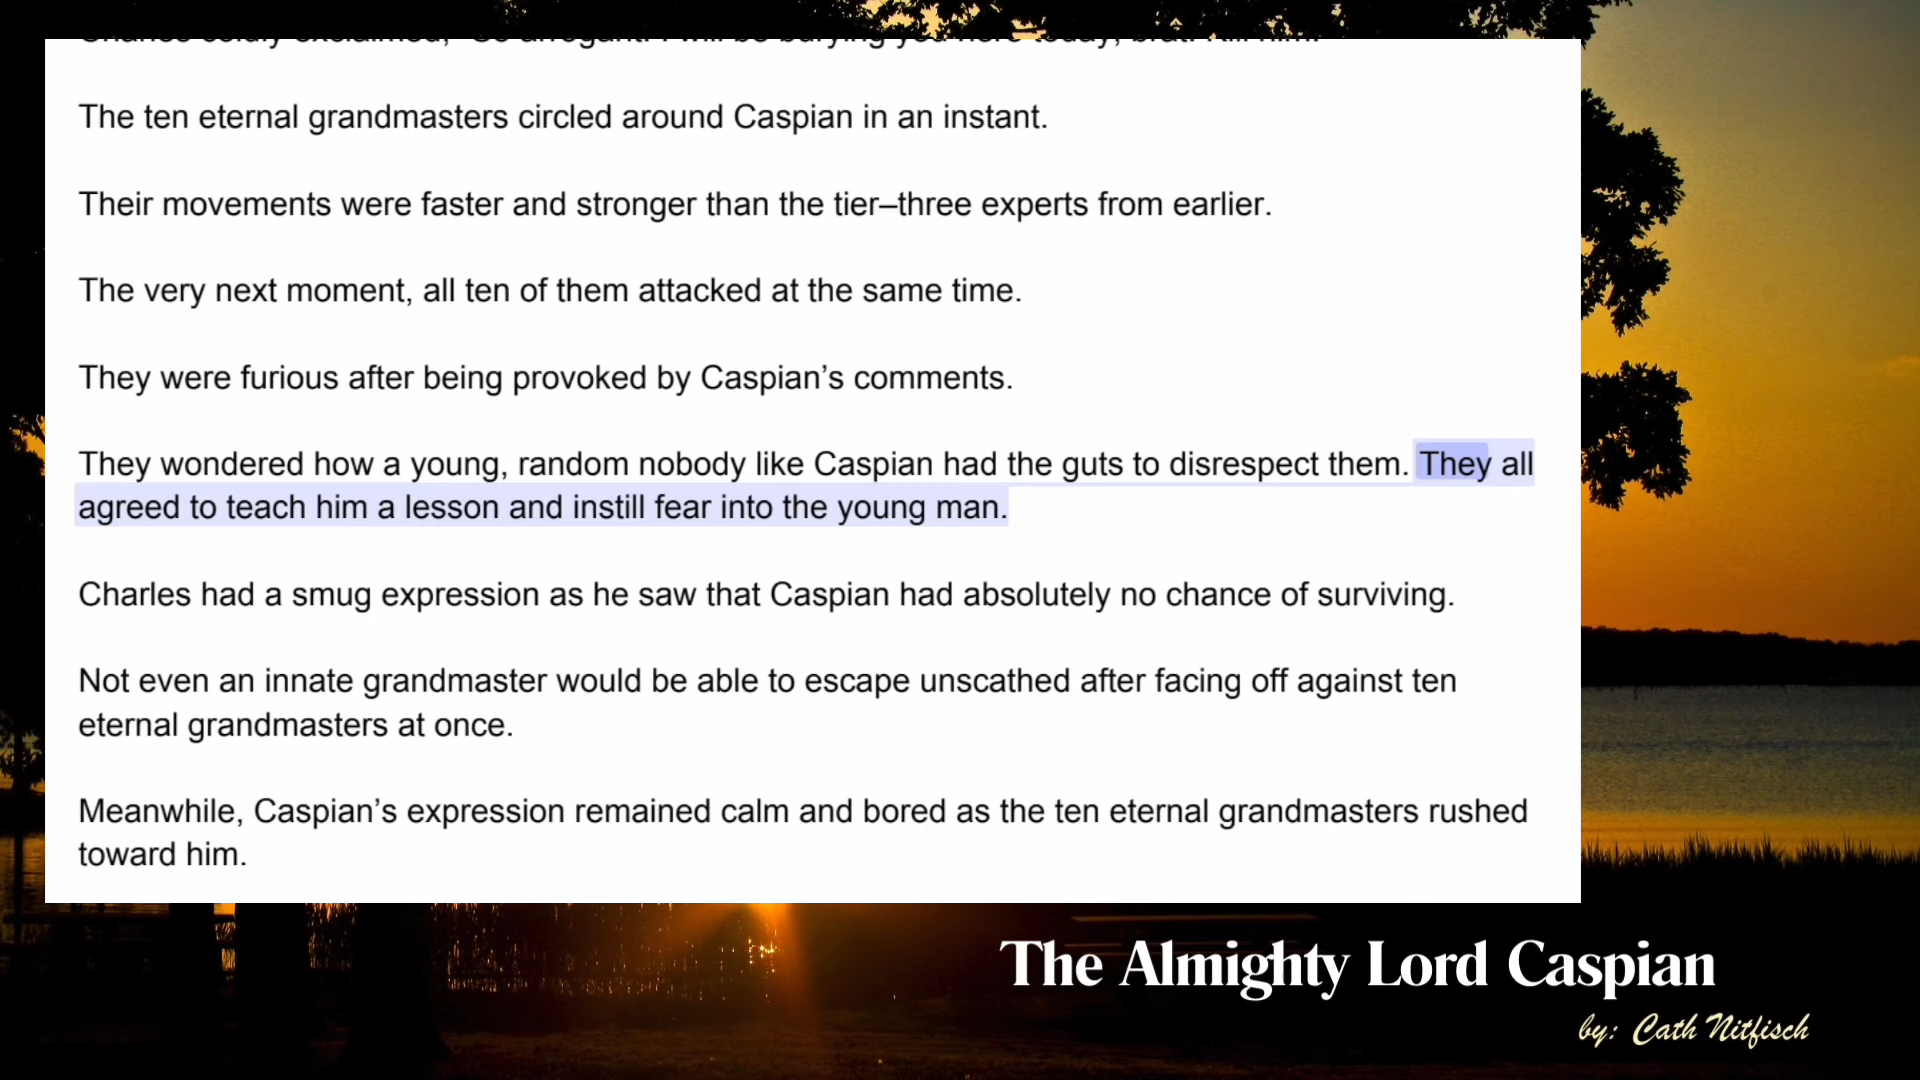 The ten eternal grandmasters circled around Caspian in an instant.
Their movements were faster and stronger than the tier–three experts from earlier.
The very next moment, all ten of them attacked at the same time.
They were furious after being provoked by Caspian’s comments.
They wondered how a young, random nobody like Caspian had the guts to disrespect them. They all
agreed to teach him a lesson and instill fear into the young man.
Charles had a smug expression as he saw that Caspian had absolutely no chance of surviving.
Not even an innate grandmaster would be able to escape unscathed after facing off against ten
eternal grandmasters at once.
Meanwhile, Caspian’s expression remained calm and bored as the ten eternal grandmasters rushed
toward him.
The Almighty Lord Caspian
by: Cath Nitfisch